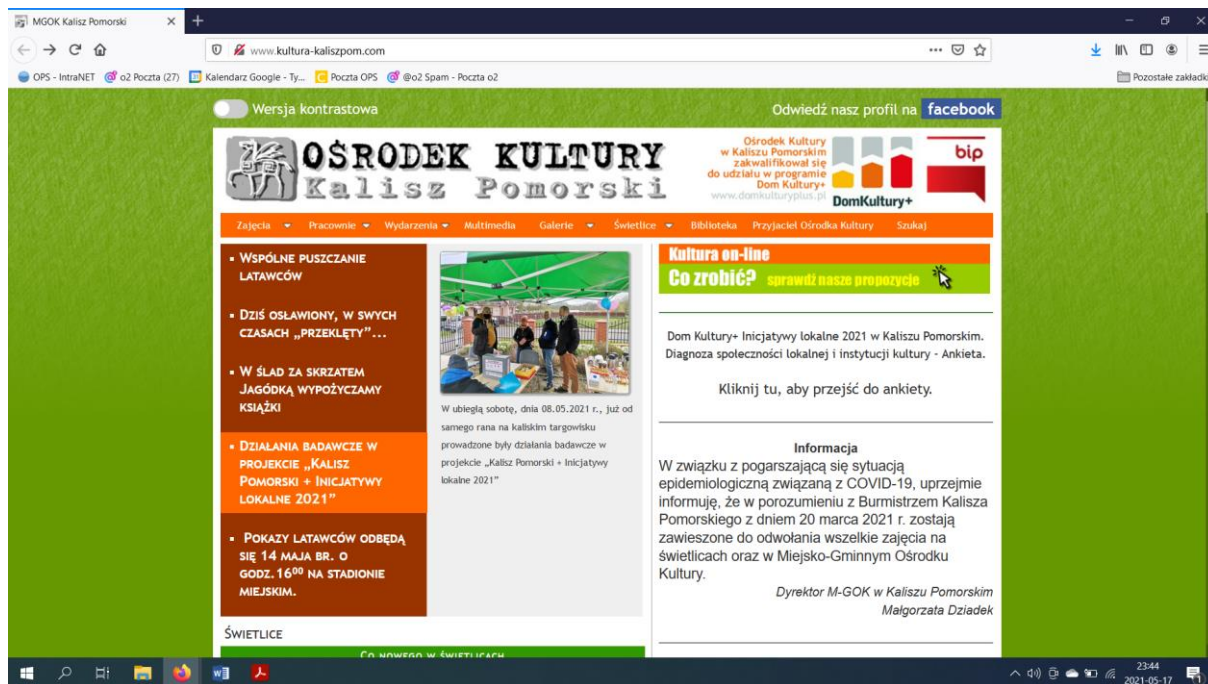 MGOK Kalisz Pomorski
www.kultura-kaliszpom.com
OPS - IntraNET
o2 Poczta (27)
Kalendarz Google - Ty...
Poczta OPS
@o2 Spam - Poczta o2
Pozostałe zakładki
Wersja kontrastowa
Odwiedź nasz profil na facebook
OŚRODEK KULTURY
Kalisz Pomorski
Ośrodek Kultury
w Kaliszu Pomorskim
zakwalifikował się
do udziału w programie
Dom Kultury+
www.domkulturyplus.pl
DomKultury+
bip
Zajęcia Pracownie Wydarzenia Multimedia Galerie Świetlice Biblioteka Przyjaciel Ośrodka Kultury Szukaj
▪ Wspólne puszczanie
latawców
▪ Dziś osławiony, w swych
czasach „przeklęty”...
▪ W ślad za skrzatem
Jagódką wypożyczamy
książki
▪ Działania badawcze w
projekcie „Kalisz
Pomorski + Inicjatywy
lokalne 2021”
▪ Pokazy latawców odbędą
się 14 maja br. o
godz.16⁰⁰ na stadionie
miejskim.
W ubiegłą sobotę, dnia 08.05.2021 r., już od
samego rana na kaliskim targowisku
prowadzone były działania badawcze w
projekcie „Kalisz Pomorski + Inicjatywy
lokalne 2021”
Kultura on-line
Co zrobić? sprawdź nasze propozycje
Dom Kultury+ Inicjatywy lokalne 2021 w Kaliszu Pomorskim.
Diagnoza społeczności lokalnej i instytucji kultury - Ankieta.
Kliknij tu, aby przejść do ankiety.
Informacja
W związku z pogarszającą się sytuacją
epidemiologiczną związaną z COVID-19, uprzejmie
informuję, że w porozumieniu z Burmistrzem Kalisza
Pomorskiego z dniem 20 marca 2021 r. zostają
zawieszone do odwołania wszelkie zajęcia na
świetlicach oraz w Miejsko-Gminnym Ośrodku
Kultury.
Dyrektor M-GOK w Kaliszu Pomorskim
Małgorzata Dziadek
Świetlice
Co nowego w świetlicach
23:44
2021-05-17